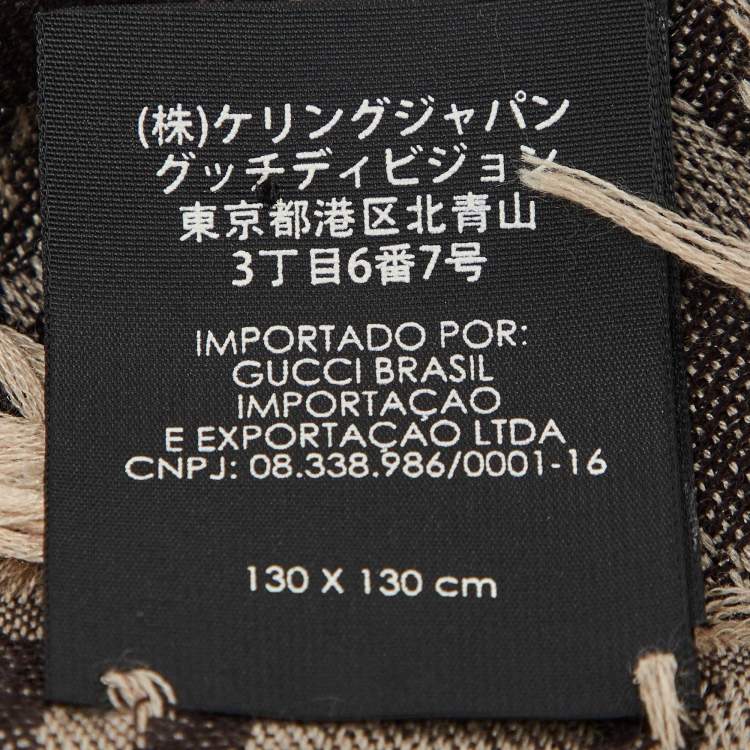 (株)ケリングジャパン
グッチディビジョン
東京都港区北青山
3丁目6番7号
IMPORTADO POR:
GUCCI BRASIL
IMPORTAÇAO
E EXPORTAÇAO LTDA
CNPJ: 08.338.986/0001-16
130 X 130 cm